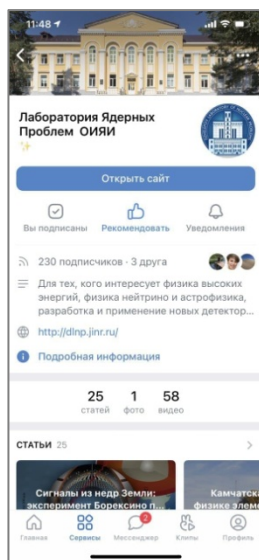 11:48
Лаборатория Ядерных
Проблем ОИЯИ
Открыть сайт
Вы подписаны
Рекомендовать
Уведомления
230 подписчиков · 3 друга
Для тех, кого интересует физика высоких
энергий, физика нейтрино и астрофизика,
разработка и применение новых детектор...
http://dlnp.jinr.ru/
Подробная информация
25 1 58
статей фото видео
СТАТЬИ 25
Сигналы из недр Земли:
эксперимент Борексино п...
Камчатск
физике элем
2
Главная Сервисы Мессенджер Клипы Профиль